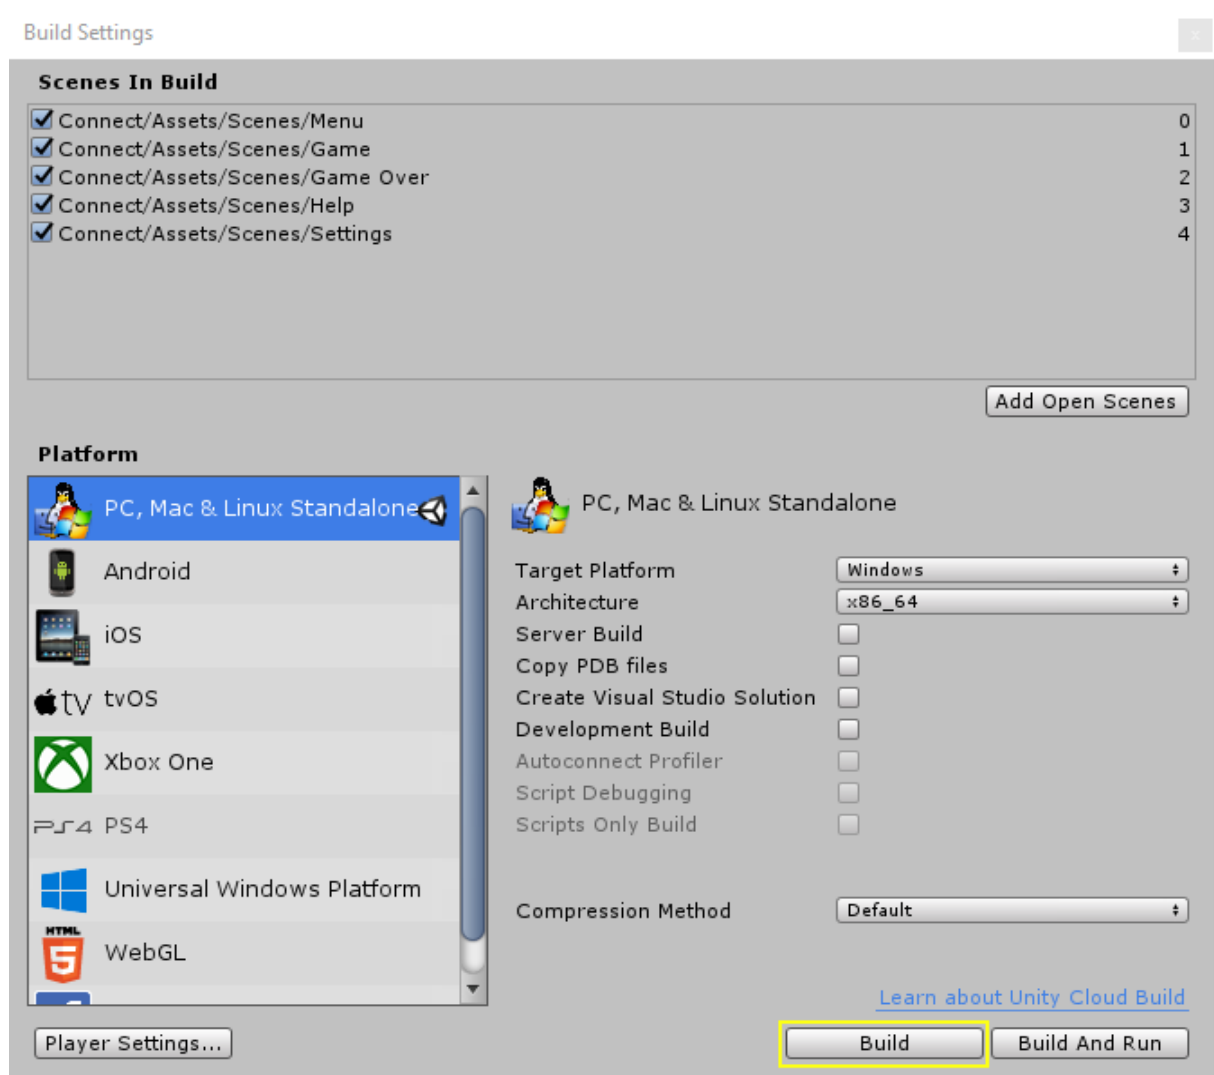 Build Settings
x
Scenes In Build
Connect/Assets/Scenes/Menu 0
Connect/Assets/Scenes/Game 1
Connect/Assets/Scenes/Game Over 2
Connect/Assets/Scenes/Help 3
Connect/Assets/Scenes/Settings 4
Add Open Scenes
Platform
PC, Mac & Linux Standalone
Android
iOS
tv tvOS
Xbox One
PS4 PS4
Universal Windows Platform
HTML
5 WebGL
PC, Mac & Linux Standalone
Target Platform Windows
Architecture x86_64
Server Build
Copy PDB files
Create Visual Studio Solution
Development Build
Autoconnect Profiler
Script Debugging
Scripts Only Build
Compression Method Default
Learn about Unity Cloud Build
Player Settings... Build Build And Run